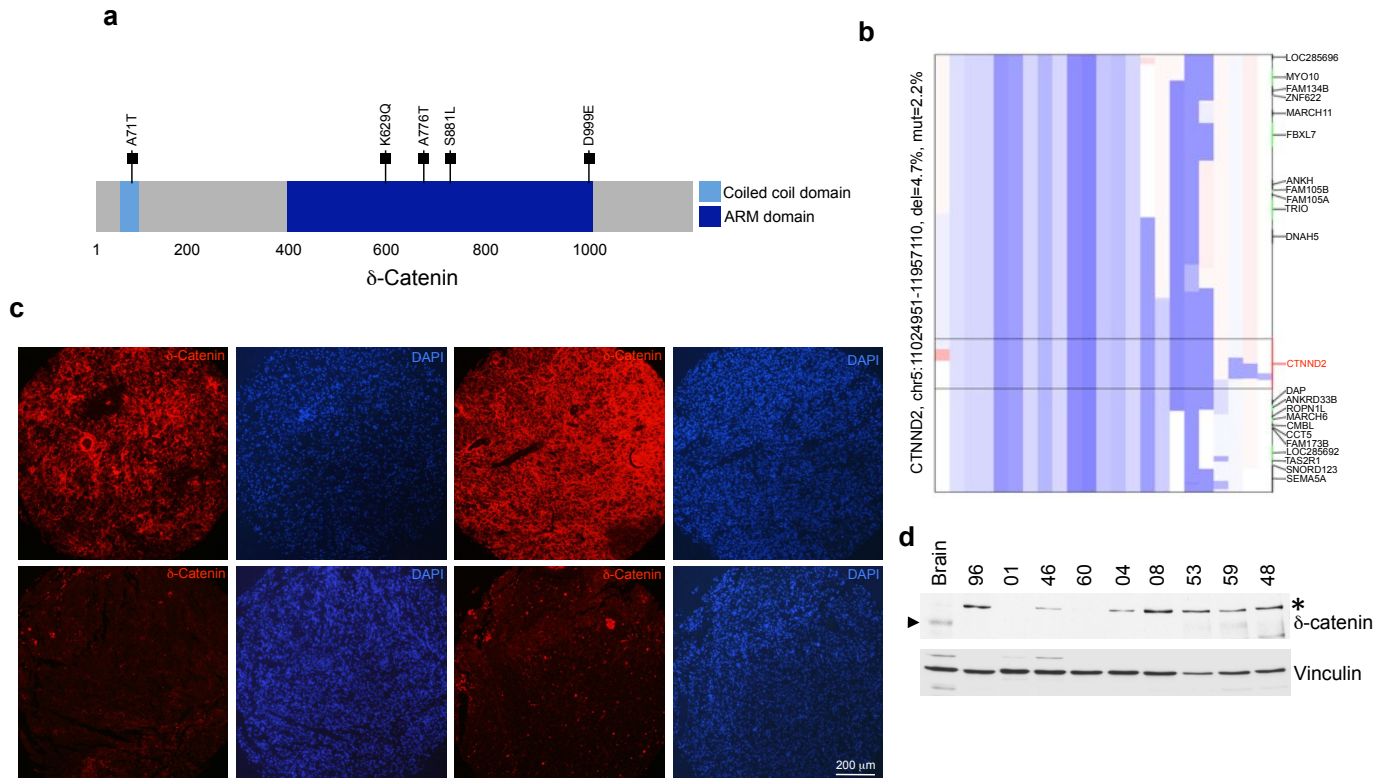 a
A71T
K629Q
A776T
S881L
D999E
Coiled coil domain
ARM domain
1
200
400
600
800
1000
δ-Catenin
b
CTNND2, chr5:11024951-11957110, del=4.7%, mut=2.2%
LOC285696
MYO10
FAM134B
ZNF622
MARCH11
FBXL7
ANKH
FAM105B
FAM105A
TRIO
DNAH5
CTNND2
DAP
ANKRD33B
ROPN1L
MARCH6
CMBL
CCT5
FAM173B
LOC285692
TAS2R1
SNORD123
SEMA5A
c
δ-Catenin
DAPI
δ-Catenin
DAPI
δ-Catenin
DAPI
δ-Catenin
DAPI
200 μm
d
Brain
96
01
46
60
04
08
53
59
48
*
δ-catenin
Vinculin